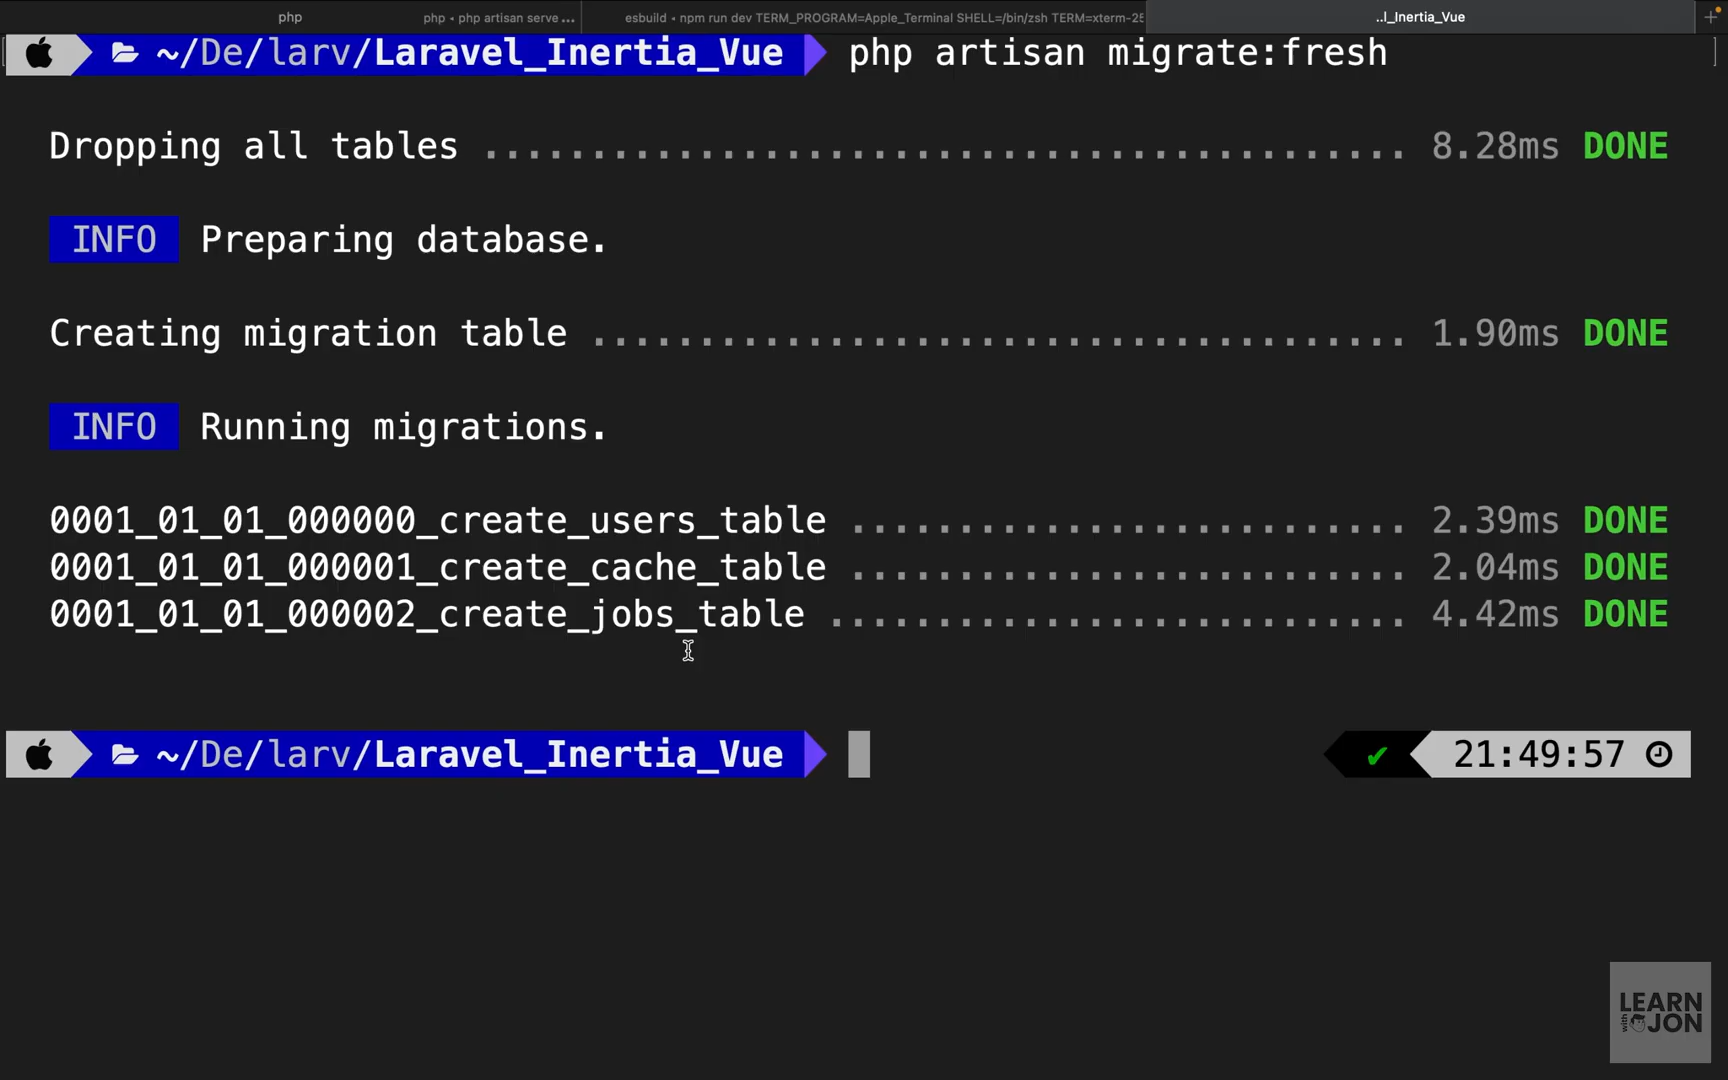 php
php • php artisan serve ...
esbuild • npm run dev TERM_PROGRAM=Apple_Terminal SHELL=/bin/zsh TERM=xterm-25
..l_Inertia_Vue
~/De/larv/Laravel_Inertia_Vue php artisan migrate:fresh
Dropping all tables ........................................... 8.28ms DONE
INFO Preparing database.
Creating migration table ...................................... 1.90ms DONE
INFO Running migrations.
0001_01_01_000000_create_users_table .......................... 2.39ms DONE
0001_01_01_000001_create_cache_table .......................... 2.04ms DONE
0001_01_01_000002_create_jobs_table ........................... 4.42ms DONE
~/De/larv/Laravel_Inertia_Vue ✔ 21:49:57
LEARN
with JON